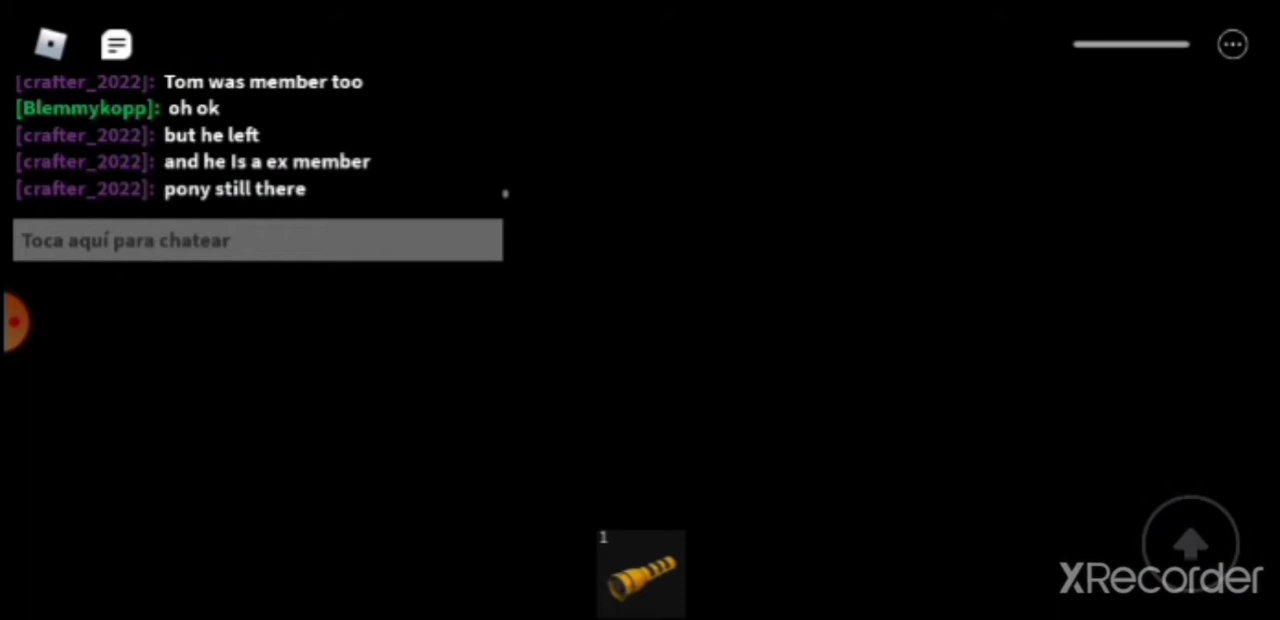 [crafter_2022]: Tom was member too
[Blemmykopp]: oh ok
[crafter_2022]: but he left
[crafter_2022]: and he Is a ex member
[crafter_2022]: pony still there
Toca aquí para chatear
1
XRecorder